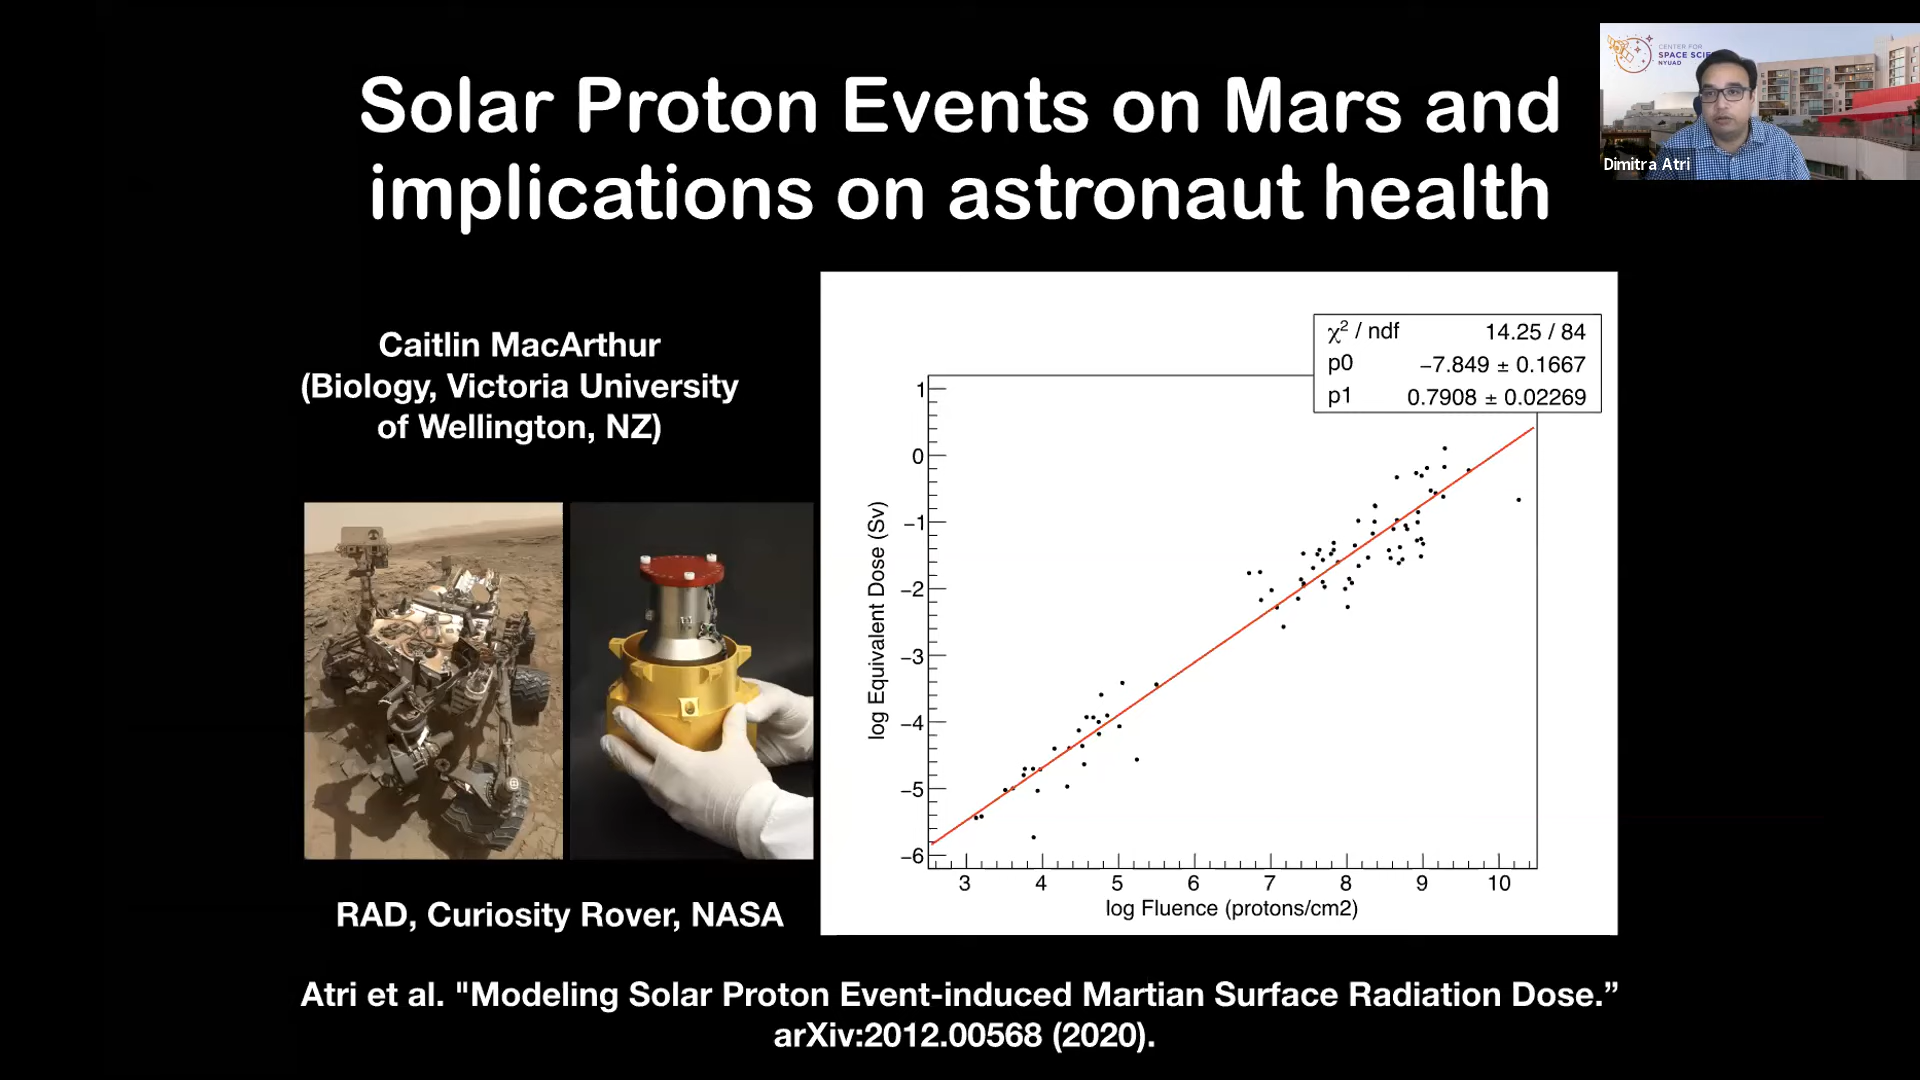 Solar Proton Events on Mars and
implications on astronaut health
CENTER FOR
SPACE SCIE
NYUAD
Dimitra Atri
Caitlin MacArthur
(Biology, Victoria University
of Wellington, NZ)
RAD, Curiosity Rover, NASA
χ² / ndf 14.25 / 84
p0 −7.849 ± 0.1667
p1 0.7908 ± 0.02269
log Equivalent Dose (Sv)
1
0
−1
−2
−3
−4
−5
−6
3 4 5 6 7 8 9 10
log Fluence (protons/cm2)
Atri et al. "Modeling Solar Proton Event-induced Martian Surface Radiation Dose.”
arXiv:2012.00568 (2020).